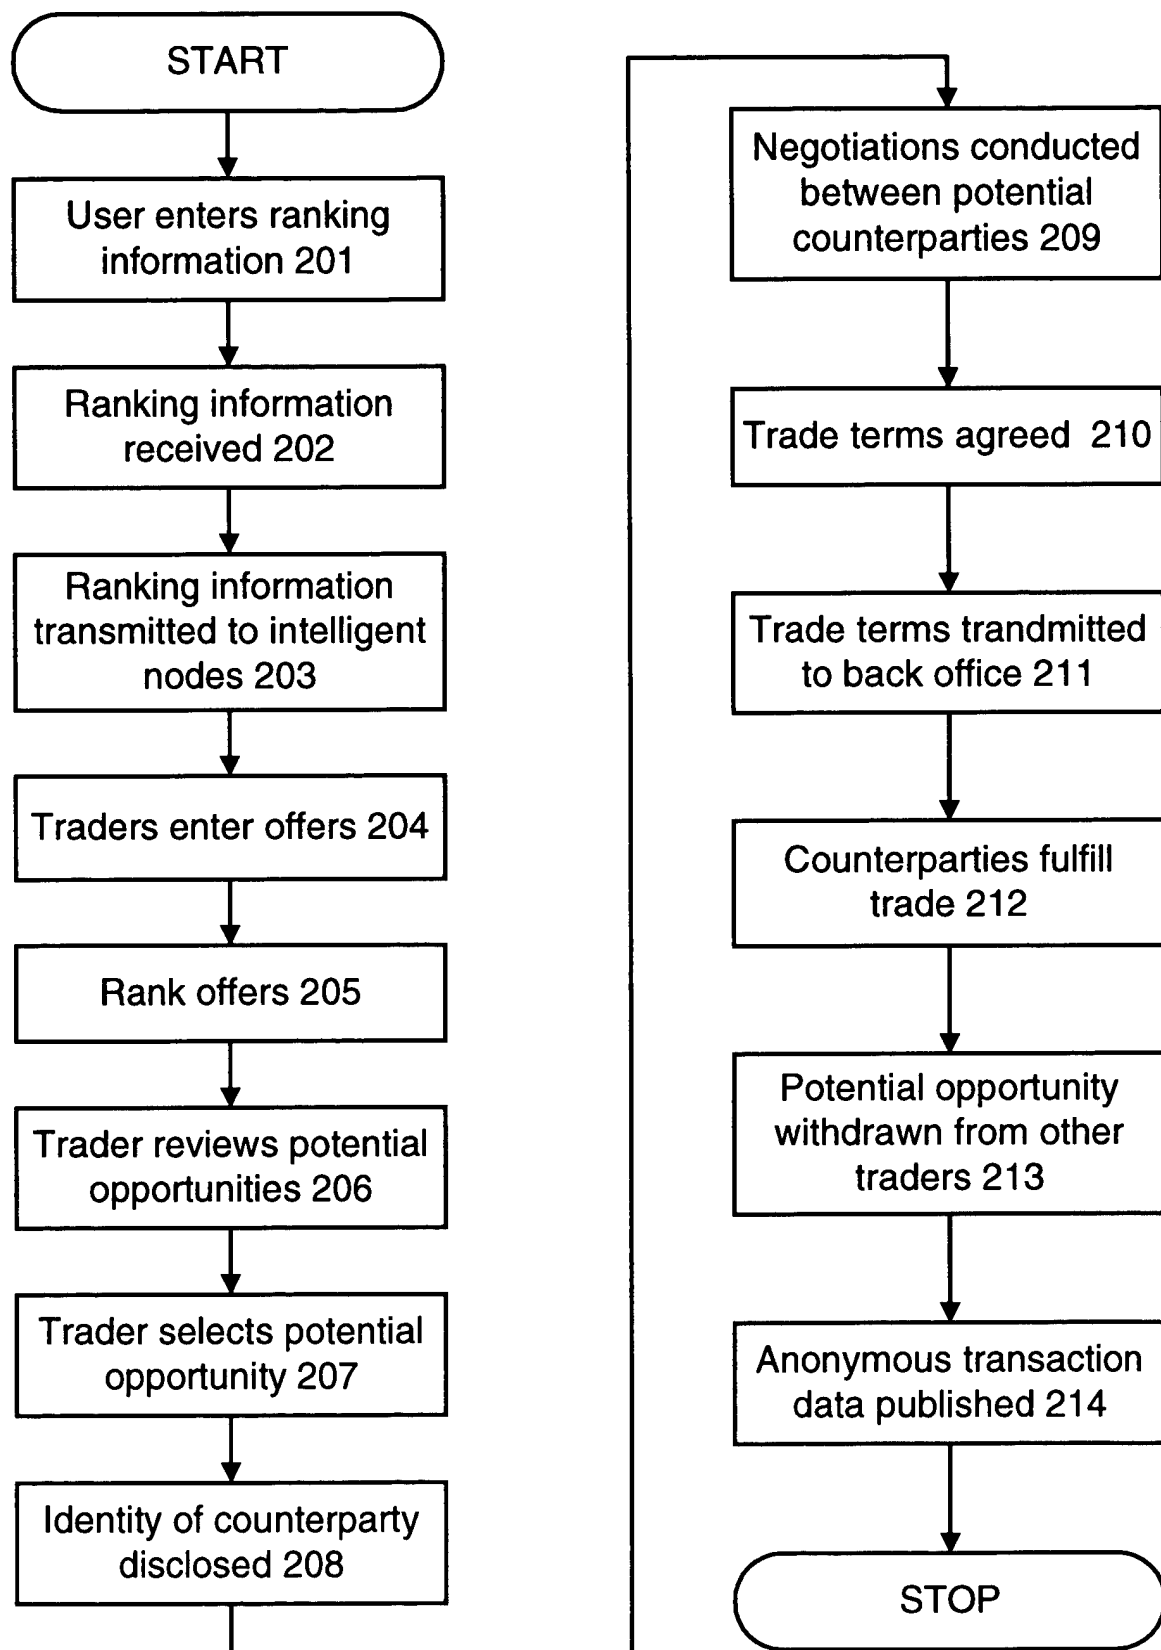 START
User enters ranking
information 201
Ranking information
received 202
Ranking information
transmitted to intelligent
nodes 203
Traders enter offers 204
Rank offers 205
Trader reviews potential
opportunities 206
Trader selects potential
opportunity 207
Identity of counterparty
disclosed 208
Negotiations conducted
between potential
counterparties 209
Trade terms agreed 210
Trade terms trandmitted
to back office 211
Counterparties fulfill
trade 212
Potential opportunity
withdrawn from other
traders 213
Anonymous transaction
data published 214
STOP